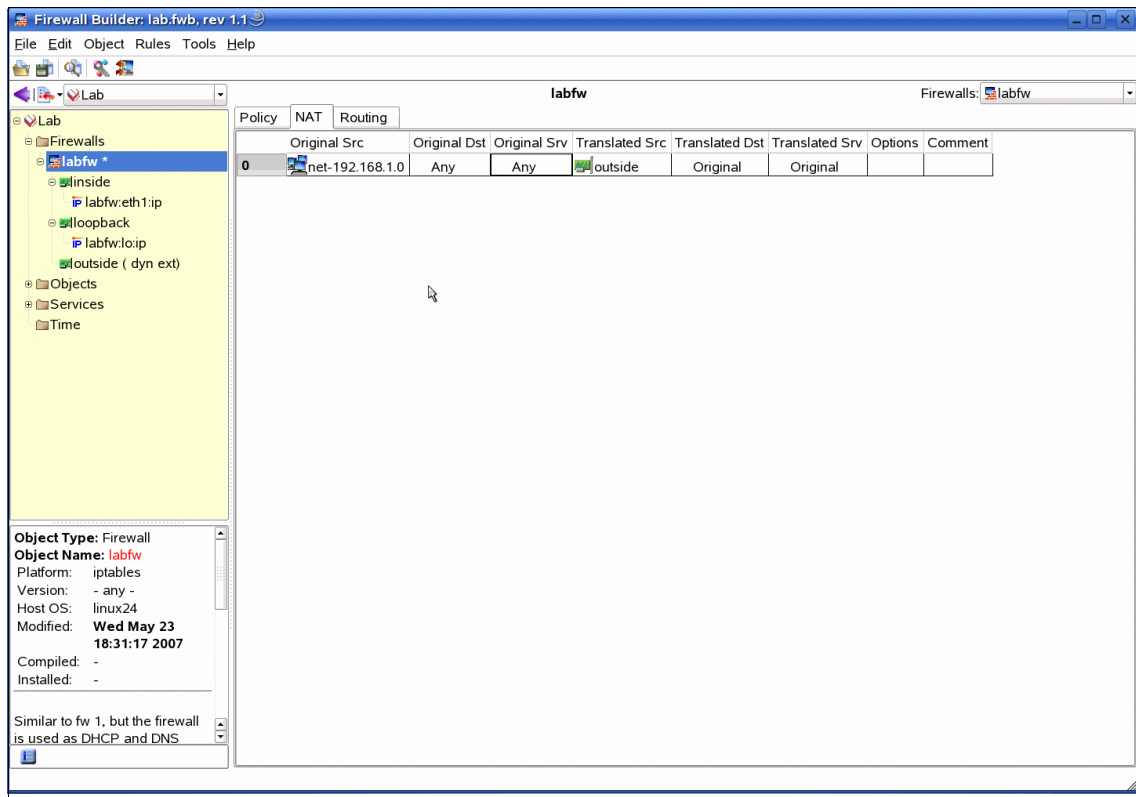 Firewall Builder: lab.fwb, rev 1.1
File Edit Object Rules Tools Help
Lab
labfw
Firewalls: labfw
Lab
Firewalls
labfw *
inside
IP labfw:eth1:ip
loopback
IP labfw:lo:ip
outside ( dyn ext)
Objects
Services
Time
Policy NAT Routing
Original Src Original Dst Original Srv Translated Src Translated Dst Translated Srv Options Comment
0 net-192.168.1.0 Any Any outside Original Original
Object Type: Firewall
Object Name: labfw
Platform: iptables
Version: - any -
Host OS: linux24
Modified: Wed May 23
18:31:17 2007
Compiled: -
Installed: -
Similar to fw 1, but the firewall
is used as DHCP and DNS